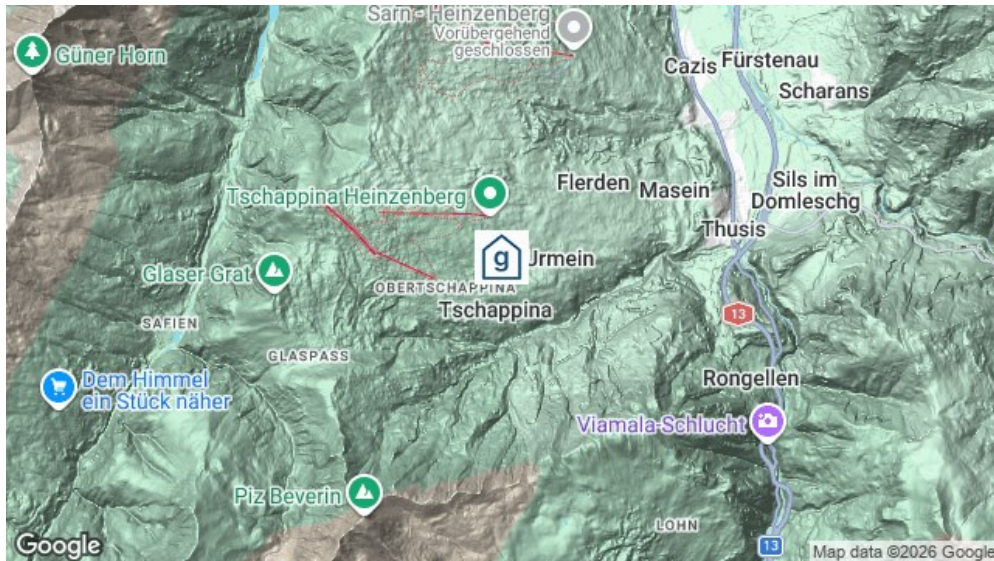 Sarn - Heinzenberg
Vorübergehend
geschlossen
Güner Horn
Cazis
Fürstenau
Scharans
Tschappina Heinzenberg
Flerden
Masein
Sils im
Domleschg
Thusis
g
Urmein
Glaser Grat
OBERTSCHAPPINA
Tschappina
13
SAFIEN
GLASPASS
Dem Himmel
ein Stück näher
Rongellen
Viamala-Schlucht
Piz Beverin
LOHN
13
Google
Map data ©2026 Google